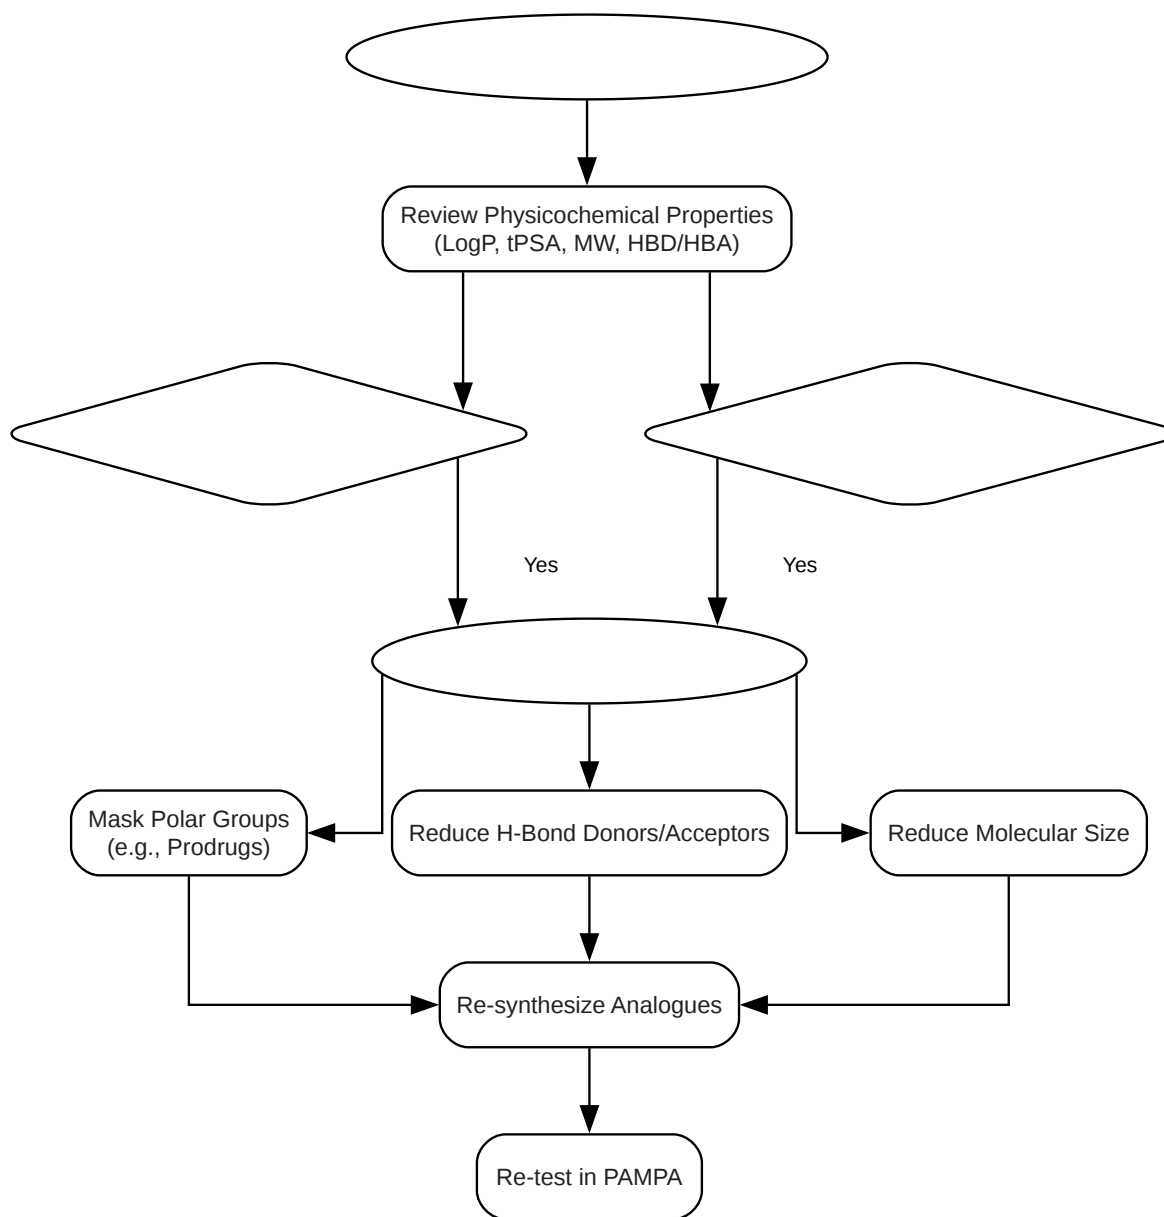 Review Physicochemical Properties
(LogP, tPSA, MW, HBD/HBA)
Yes
Yes
Mask Polar Groups
(e.g., Prodrugs)
Reduce H-Bond Donors/Acceptors
Reduce Molecular Size
Re-synthesize Analogues
Re-test in PAMPA